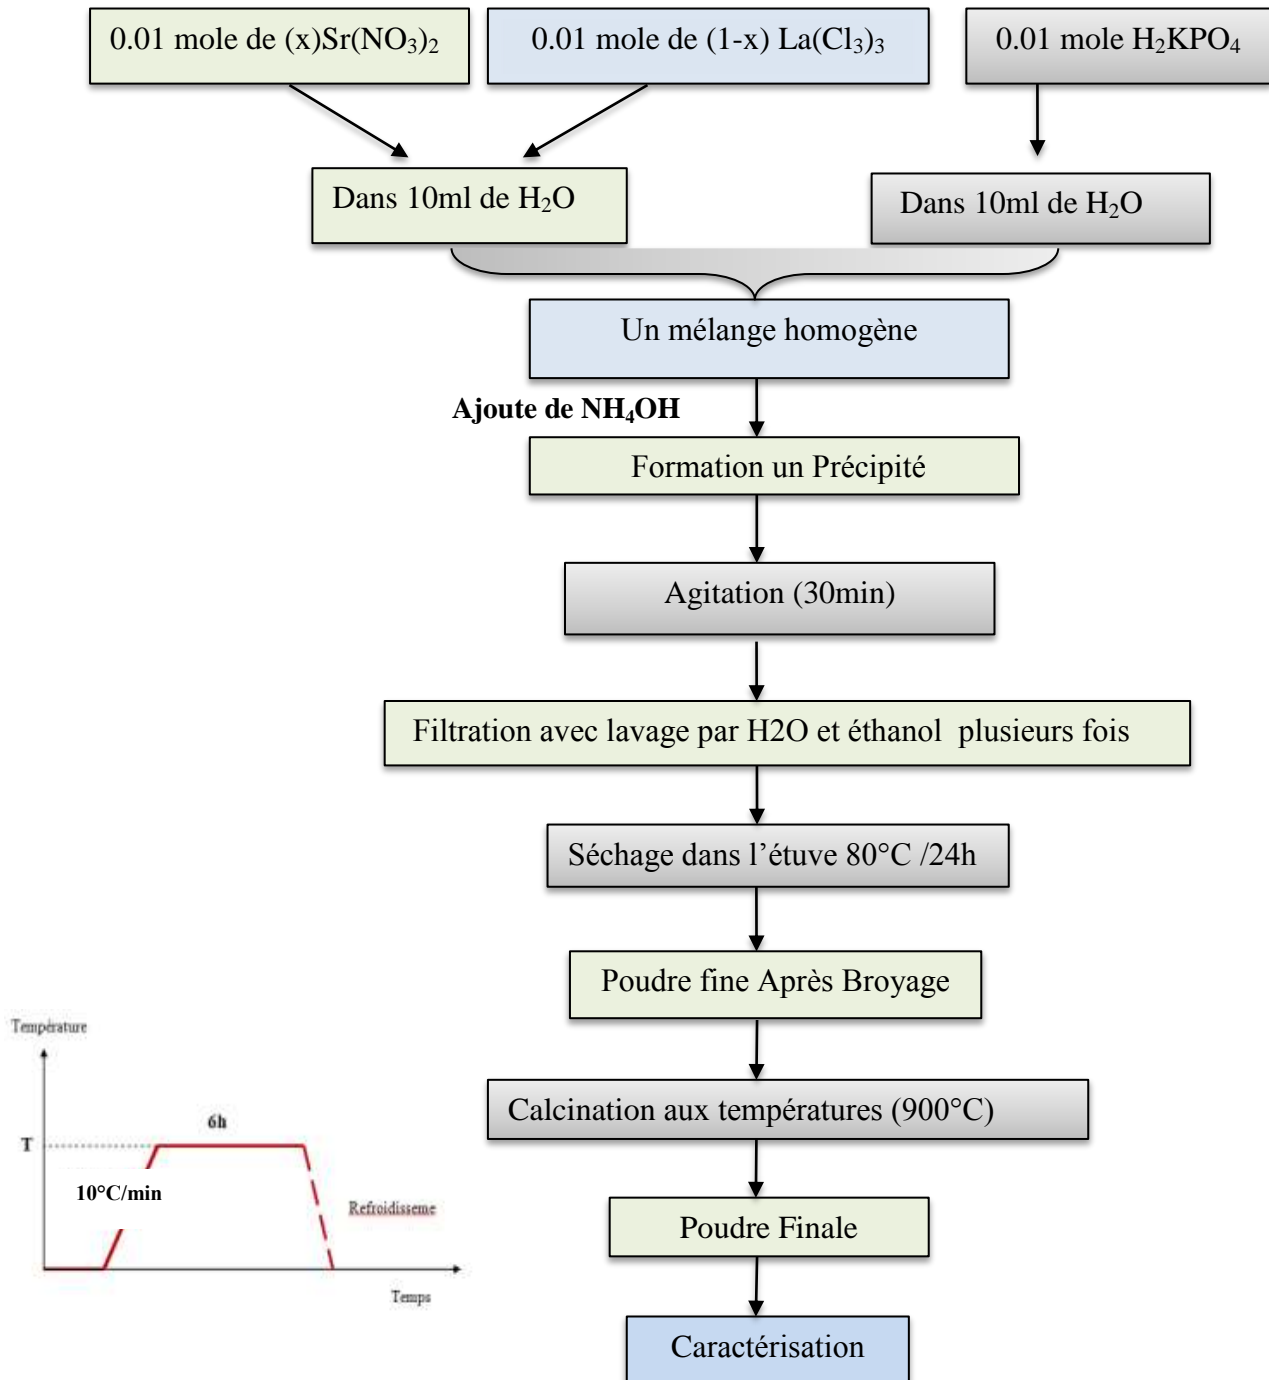 0.01 mole de (x)Sr(NO₃)₂
0.01 mole de (1-x) La(Cl₃)₃
0.01 mole H₂KPO₄
Dans 10ml de H₂O
Dans 10ml de H₂O
Un mélange homogène
Ajoute de NH₄OH
Formation un Précipité
Agitation (30min)
Filtration avec lavage par H2O et éthanol plusieurs fois
Séchage dans l’étuve 80°C /24h
Poudre fine Après Broyage
Calcination aux températures (900°C)
Poudre Finale
Caractérisation
Température
6h
T
10°C/min
Refroidisseme
Temps